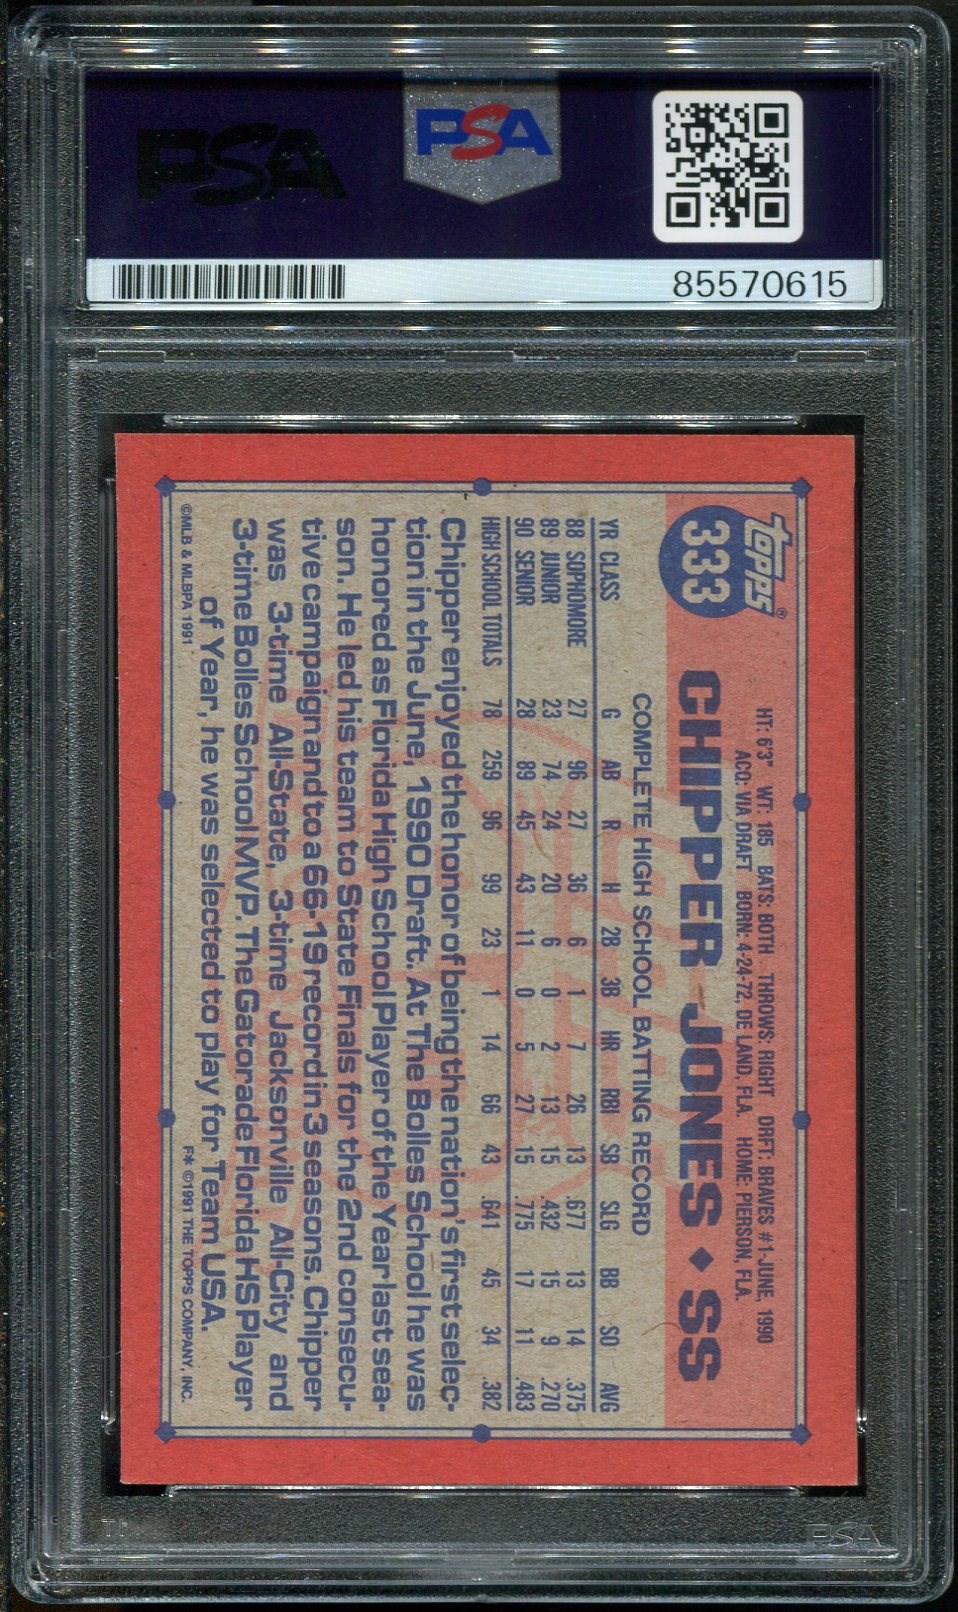 PSA
PSA
85570615
topps®
333
HT: 6'3" WT: 185 BATS: BOTH THROWS: RIGHT DRFT: BRAVES #1-JUNE, 1990
ACQ: VIA DRAFT BORN: 4-24-72, DE LAND, FLA. HOME: PIERSON, FLA.
CHIPPER JONES ♦ SS
COMPLETE HIGH SCHOOL BATTING RECORD
YR CLASS G AB R H 2B 3B HR RBI SB SLG BB SO AVG
88 SOPHOMORE 27 96 27 36 6 1 7 26 13 .677 13 14 .375
89 JUNIOR 23 74 24 20 6 0 2 13 15 .432 15 9 .270
90 SENIOR 28 89 45 43 11 0 5 27 15 .775 17 11 .483
HIGH SCHOOL TOTALS 78 259 96 99 23 1 14 66 43 .641 45 34 .382
Chipper enjoyed the honor of being the nation's first selec-
tion in the June, 1990 Draft. At The Bolles School he was
honored as Florida High School Player of the Year last sea-
son. He led his team to State Finals for the 2nd consecu-
tive campaign and to a 66-19 record in 3 seasons. Chipper
was 3-time All-State, 3-time Jacksonville All-City and
3-time Bolles School MVP. The Gatorade Florida HS Player
of Year, he was selected to play for Team USA.
©MLB & MLBPA 1991
F* ©1991 THE TOPPS COMPANY, INC.
PSA